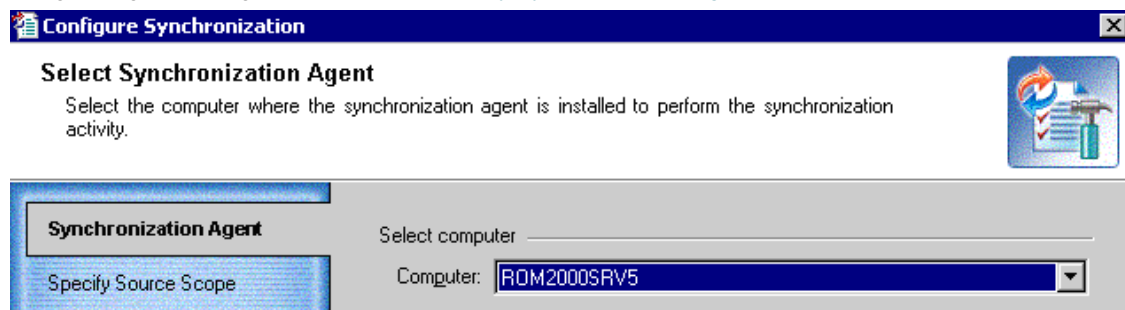 Configure Synchronization
Select Synchronization Agent
Select the computer where the synchronization agent is installed to perform the synchronization
activity.
Synchronization Agent
Select computer
Specify Source Scope
Computer: ROM2000SRV5